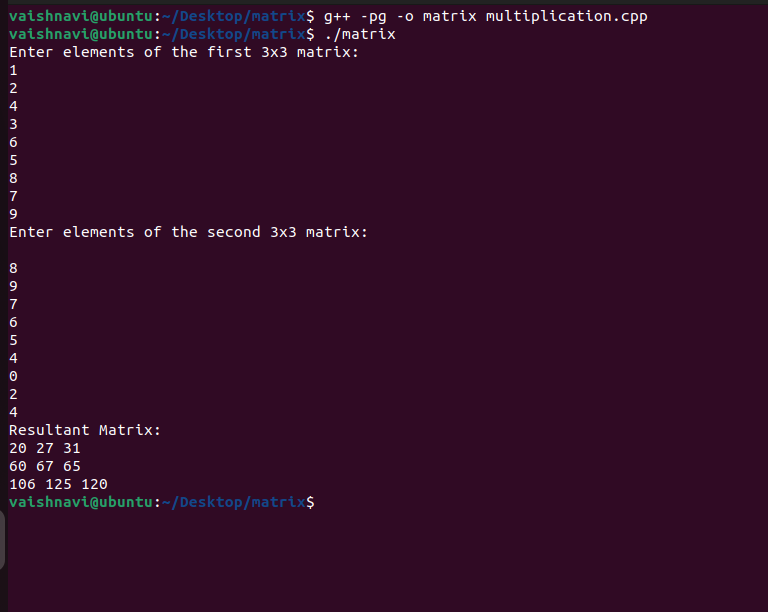 vaishnavi@ubuntu:~/Desktop/matrix$ g++ -pg -o matrix multiplication.cpp
vaishnavi@ubuntu:~/Desktop/matrix$ ./matrix
Enter elements of the first 3x3 matrix:
1
2
4
3
6
5
8
7
9
Enter elements of the second 3x3 matrix:
8
9
7
6
5
4
0
2
4
Resultant Matrix:
20 27 31
60 67 65
106 125 120
vaishnavi@ubuntu:~/Desktop/matrix$